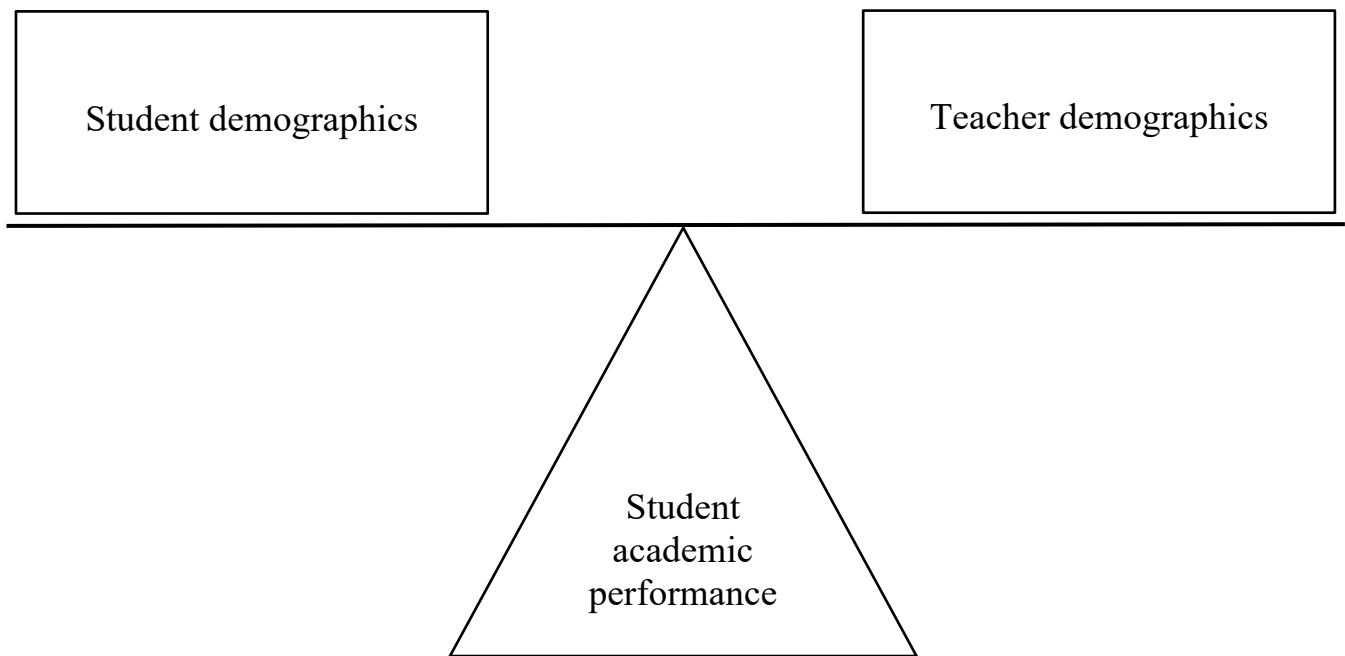 Student demographics
Teacher demographics
Student
academic
performance